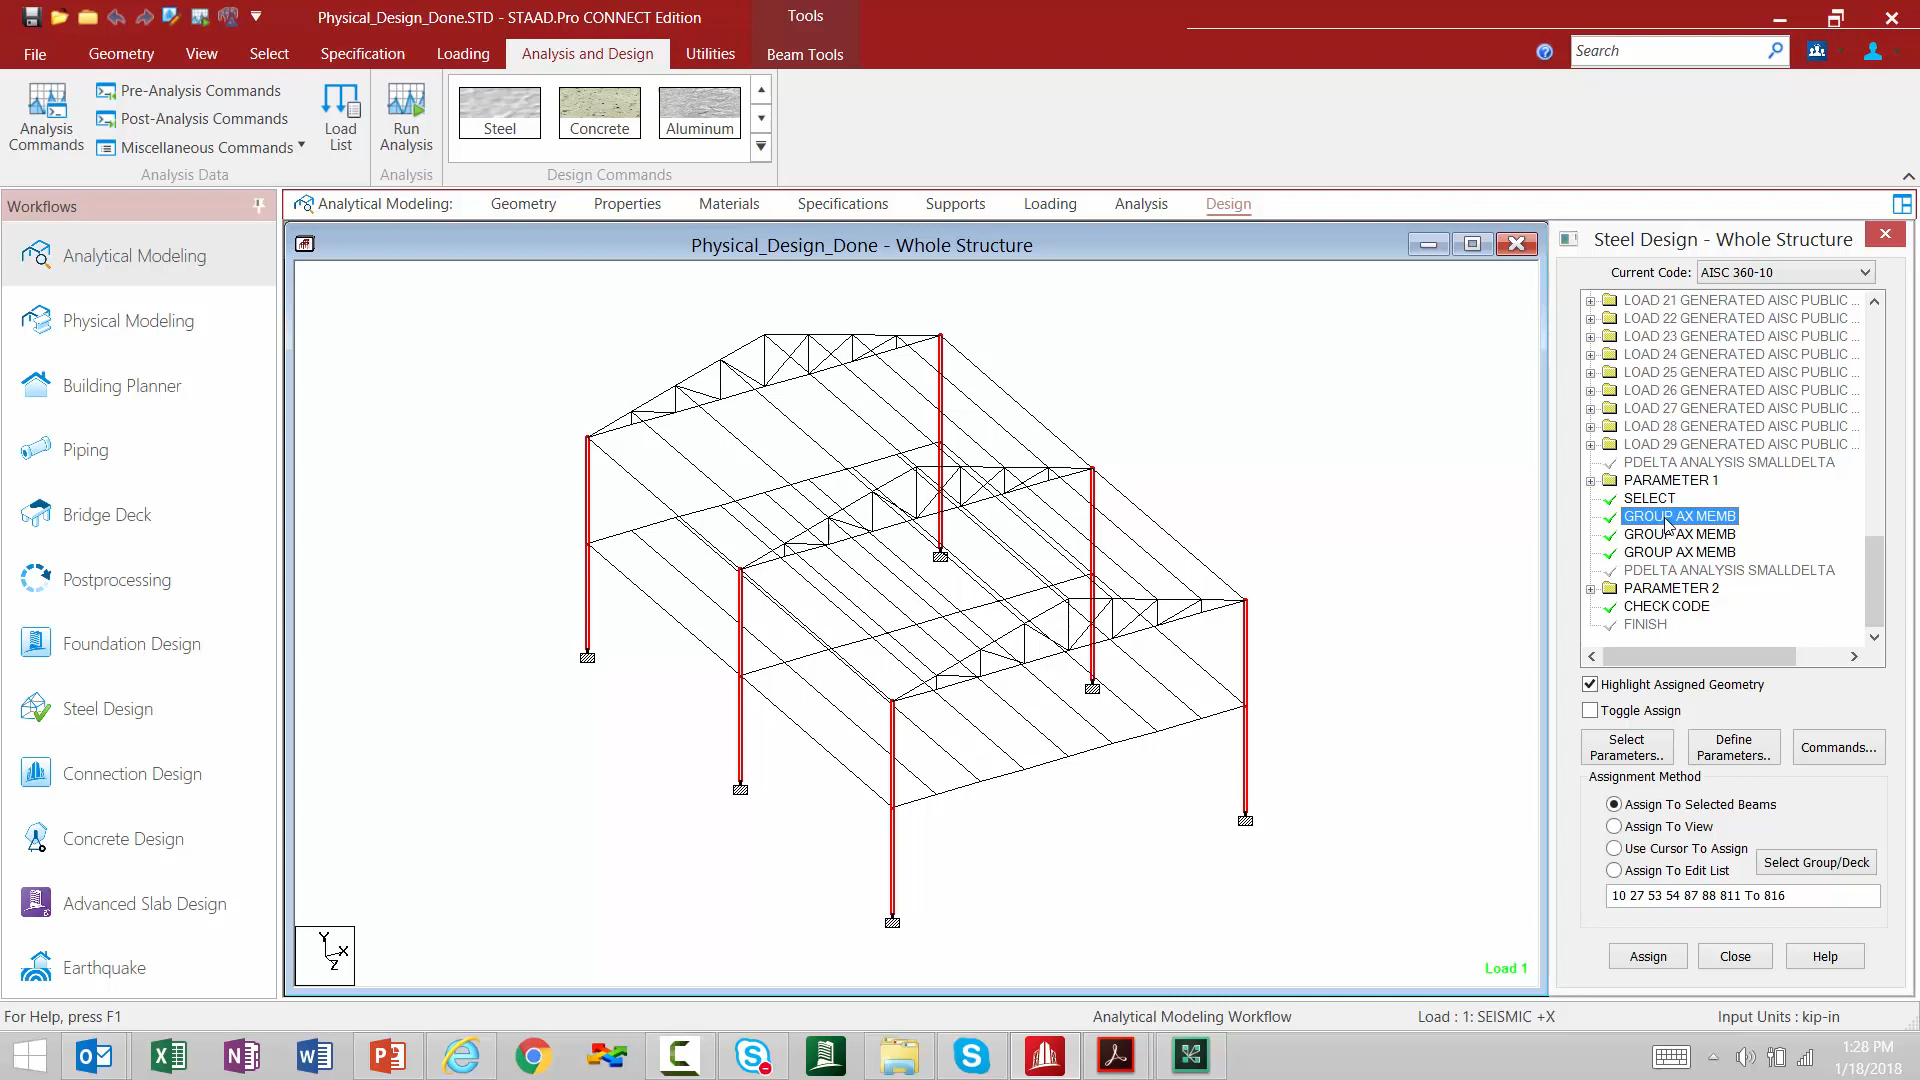 Physical_Design_Done.STD - STAAD.Pro CONNECT Edition
Tools
File
Geometry
View
Select
Specification
Loading
Analysis and Design
Utilities
Beam Tools
Search
Analysis Commands
Pre-Analysis Commands
Post-Analysis Commands
Miscellaneous Commands
Load List
Run Analysis
Steel
Concrete
Aluminum
Analysis Data
Analysis
Design Commands
Workflows
Analytical Modeling:
Geometry
Properties
Materials
Specifications
Supports
Loading
Analysis
Design
Analytical Modeling
Physical Modeling
Building Planner
Piping
Bridge Deck
Postprocessing
Foundation Design
Steel Design
Connection Design
Concrete Design
Advanced Slab Design
Earthquake
Physical_Design_Done - Whole Structure
Y
X
Z
Load 1
Steel Design - Whole Structure
Current Code: AISC 360-10
LOAD 21 GENERATED AISC PUBLIC ...
LOAD 22 GENERATED AISC PUBLIC ...
LOAD 23 GENERATED AISC PUBLIC ...
LOAD 24 GENERATED AISC PUBLIC ...
LOAD 25 GENERATED AISC PUBLIC ...
LOAD 26 GENERATED AISC PUBLIC ...
LOAD 27 GENERATED AISC PUBLIC ...
LOAD 28 GENERATED AISC PUBLIC ...
LOAD 29 GENERATED AISC PUBLIC ...
PDELTA ANALYSIS SMALLDELTA
PARAMETER 1
SELECT
GROUP AX MEMB
GROUP AX MEMB
GROUP AX MEMB
PDELTA ANALYSIS SMALLDELTA
PARAMETER 2
CHECK CODE
FINISH
Highlight Assigned Geometry
Toggle Assign
Select Parameters..
Define Parameters..
Commands...
Assignment Method
Assign To Selected Beams
Assign To View
Use Cursor To Assign
Assign To Edit List
Select Group/Deck
10 27 53 54 87 88 811 To 816
Assign
Close
Help
For Help, press F1
Analytical Modeling Workflow
Load : 1: SEISMIC +X
Input Units : kip-in
1:28 PM
1/18/2018